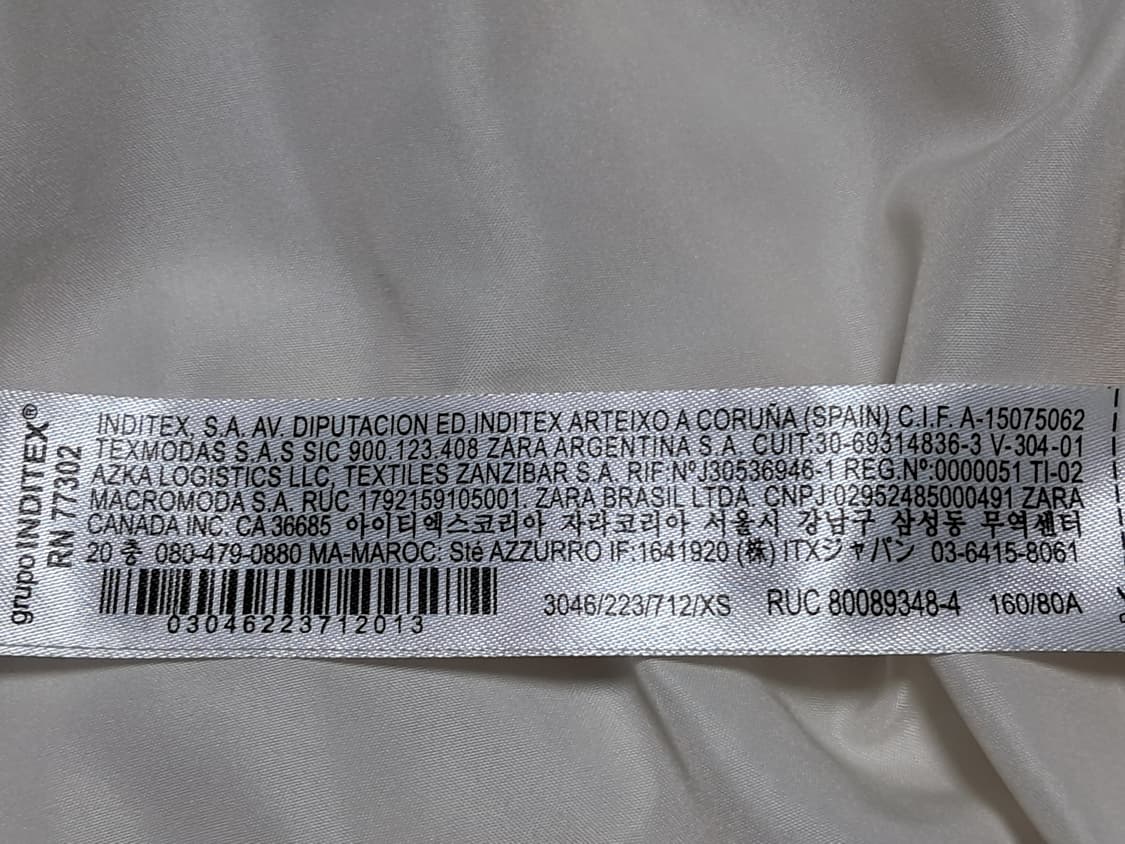 grupo INDITEX®
RN 77302
INDITEX, S.A. AV. DIPUTACION ED.INDITEX ARTEIXO A CORUÑA (SPAIN) C.I.F. A-15075062
TEXMODAS S.A.S SIC 900.123.408 ZARA ARGENTINA S.A. CUIT:30-69314836-3 V-304-01
AZKA LOGISTICS LLC, TEXTILES ZANZIBAR S.A. RIF:NºJ30536946-1 REG.Nº:0000051 TI-02
MACROMODA S.A. RUC 1792159105001. ZARA BRASIL LTDA. CNPJ.02952485000491 ZARA
CANADA INC. CA 36685 아이티엑스코리아 자라코리아 서울시 강남구 삼성동 무역센터
20 층 080-479-0880 MA-MAROC: Sté AZZURRO IF:1641920 (株) ITXジャパン 03-6415-8061
03046223712013
3046/223/712/XS RUC 80089348-4 160/80A